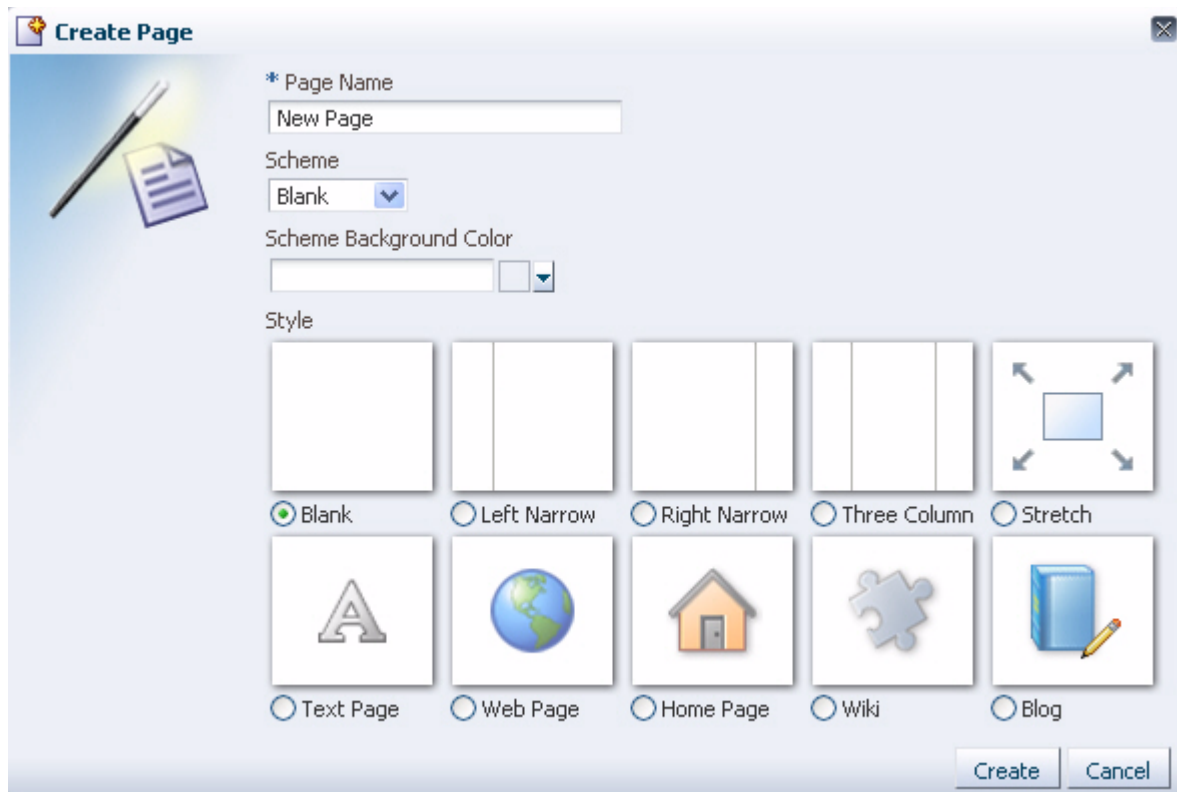 Create Page
* Page Name
New Page
Scheme
Blank
Scheme Background Color
Style
Blank Left Narrow Right Narrow Three Column Stretch
A
Text Page Web Page Home Page Wiki Blog
Create Cancel